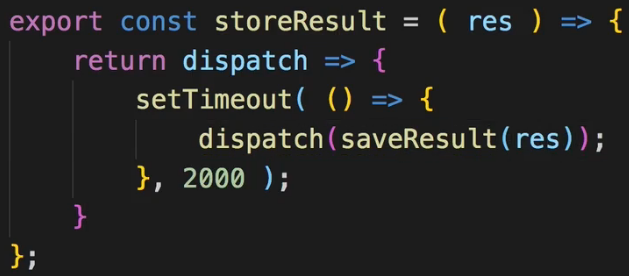 export const storeResult = ( res ) => {
    return dispatch => {
        setTimeout( () => {
            dispatch(saveResult(res));
        }, 2000 );
    }
};